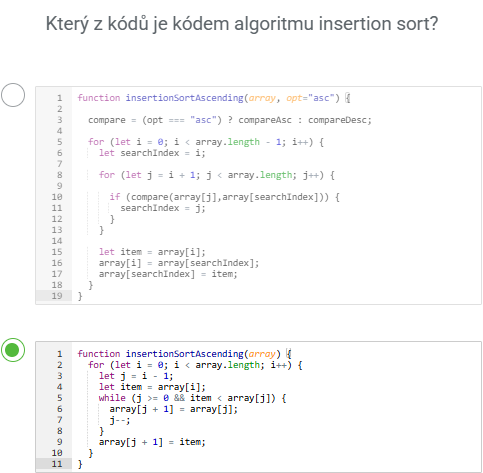 Který z kódů je kódem algoritmu insertion sort?
1 function insertionSortAscending(array, opt="asc") {
2
3 compare = (opt === "asc") ? compareAsc : compareDesc;
4
5 for (let i = 0; i < array.length - 1; i++) {
6 let searchIndex = i;
7
8 for (let j = i + 1; j < array.length; j++) {
9
10 if (compare(array[j],array[searchIndex])) {
11 searchIndex = j;
12 }
13 }
14
15 let item = array[i];
16 array[i] = array[searchIndex];
17 array[searchIndex] = item;
18 }
19 }
1 function insertionSortAscending(array) {
2 for (let i = 0; i < array.length; i++) {
3 let j = i - 1;
4 let item = array[i];
5 while (j >= 0 && item < array[j]) {
6 array[j + 1] = array[j];
7 j--;
8 }
9 array[j + 1] = item;
10 }
11 }